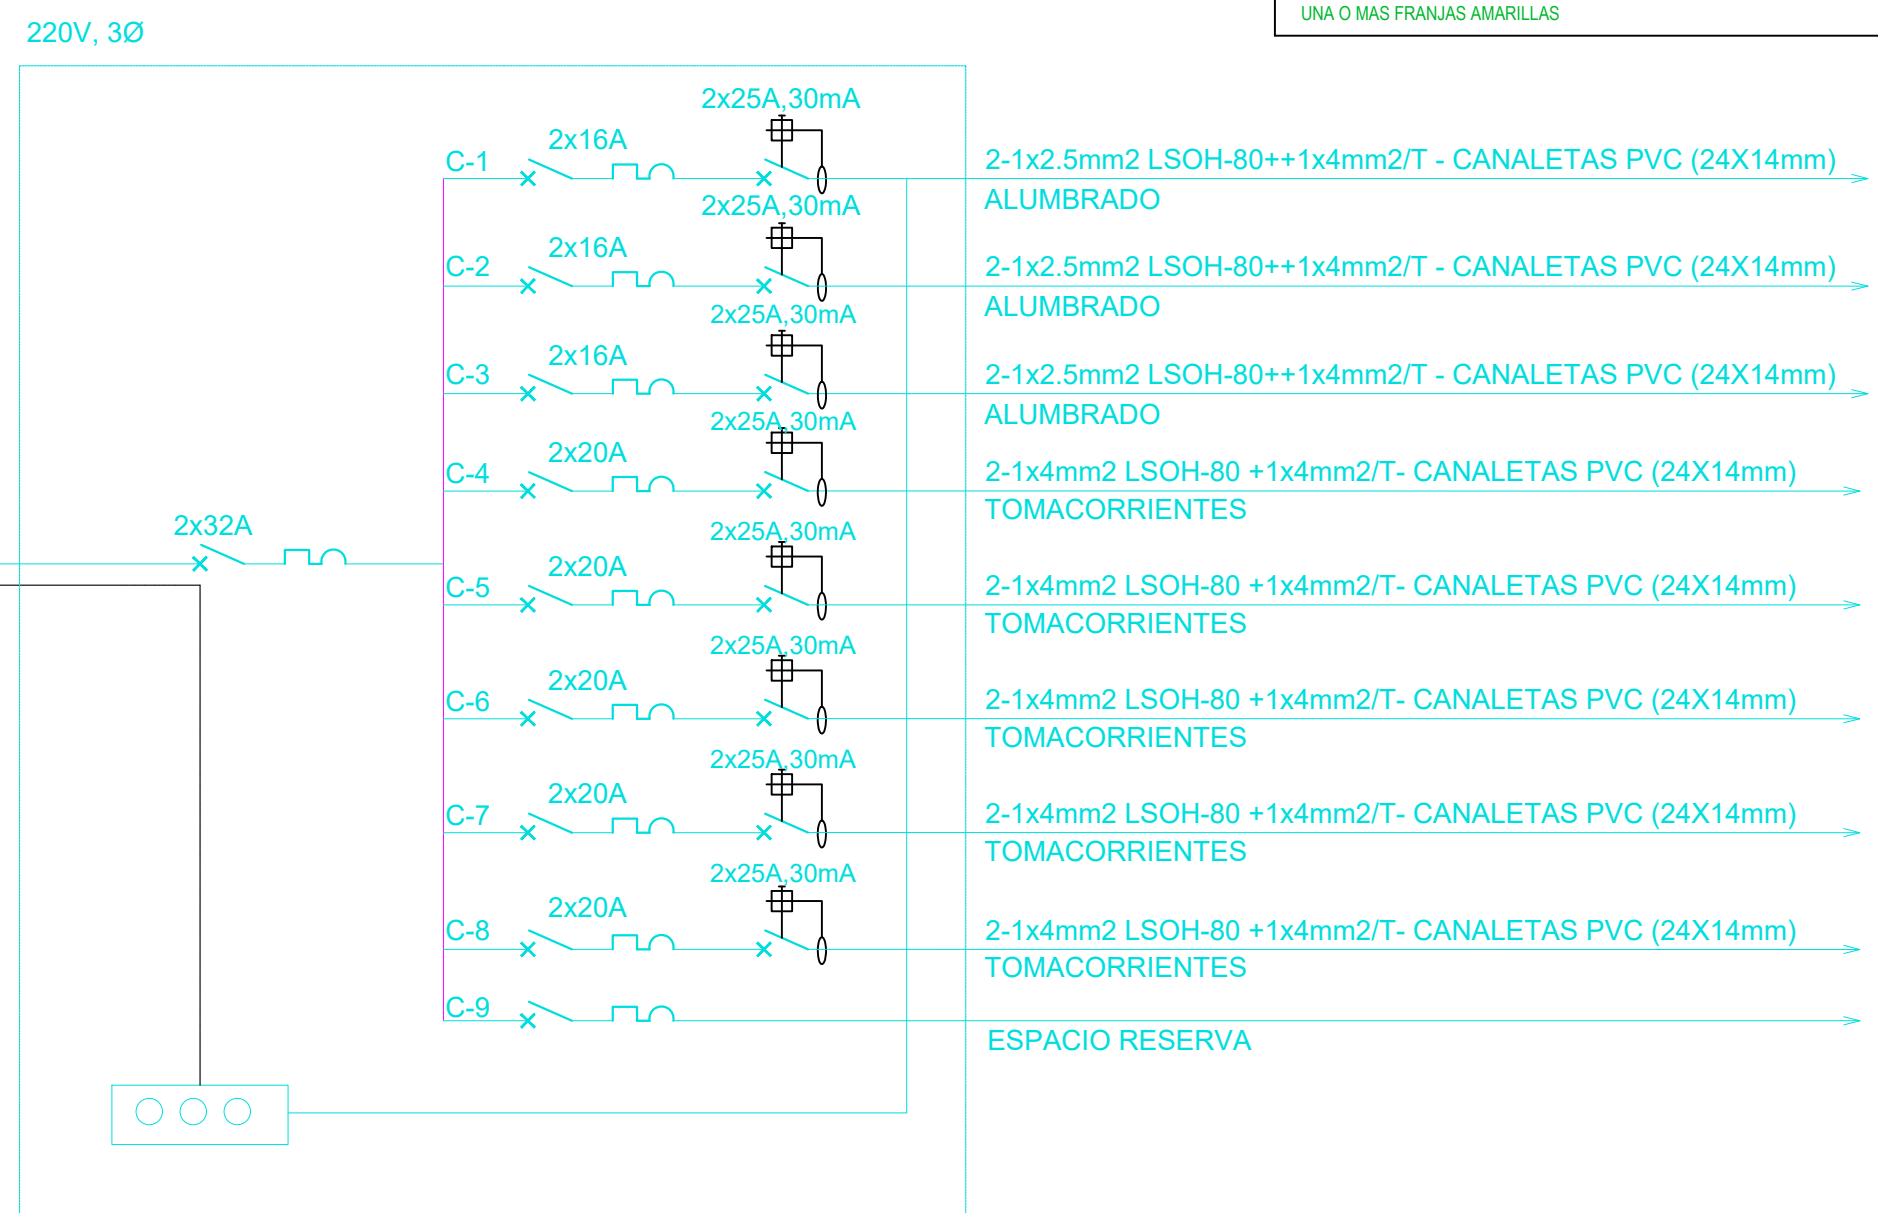 UNA O MAS FRANJAS AMARILLAS
220V, 3Ø
2x25A,30mA
2x16A
C-1
2-1x2.5mm2 LSOH-80++1x4mm2/T - CANALETAS PVC (24X14mm)
ALUMBRADO
2x25A,30mA
2x16A
C-2
2-1x2.5mm2 LSOH-80++1x4mm2/T - CANALETAS PVC (24X14mm)
ALUMBRADO
2x25A,30mA
2x16A
C-3
2-1x2.5mm2 LSOH-80++1x4mm2/T - CANALETAS PVC (24X14mm)
ALUMBRADO
2x25A,30mA
2x20A
C-4
2-1x4mm2 LSOH-80 +1x4mm2/T- CANALETAS PVC (24X14mm)
TOMACORRIENTES
2x32A
2x25A,30mA
2x20A
C-5
2-1x4mm2 LSOH-80 +1x4mm2/T- CANALETAS PVC (24X14mm)
TOMACORRIENTES
2x25A,30mA
2x20A
C-6
2-1x4mm2 LSOH-80 +1x4mm2/T- CANALETAS PVC (24X14mm)
TOMACORRIENTES
2x25A,30mA
2x20A
C-7
2-1x4mm2 LSOH-80 +1x4mm2/T- CANALETAS PVC (24X14mm)
TOMACORRIENTES
2x25A,30mA
2x20A
C-8
2-1x4mm2 LSOH-80 +1x4mm2/T- CANALETAS PVC (24X14mm)
TOMACORRIENTES
C-9
ESPACIO RESERVA